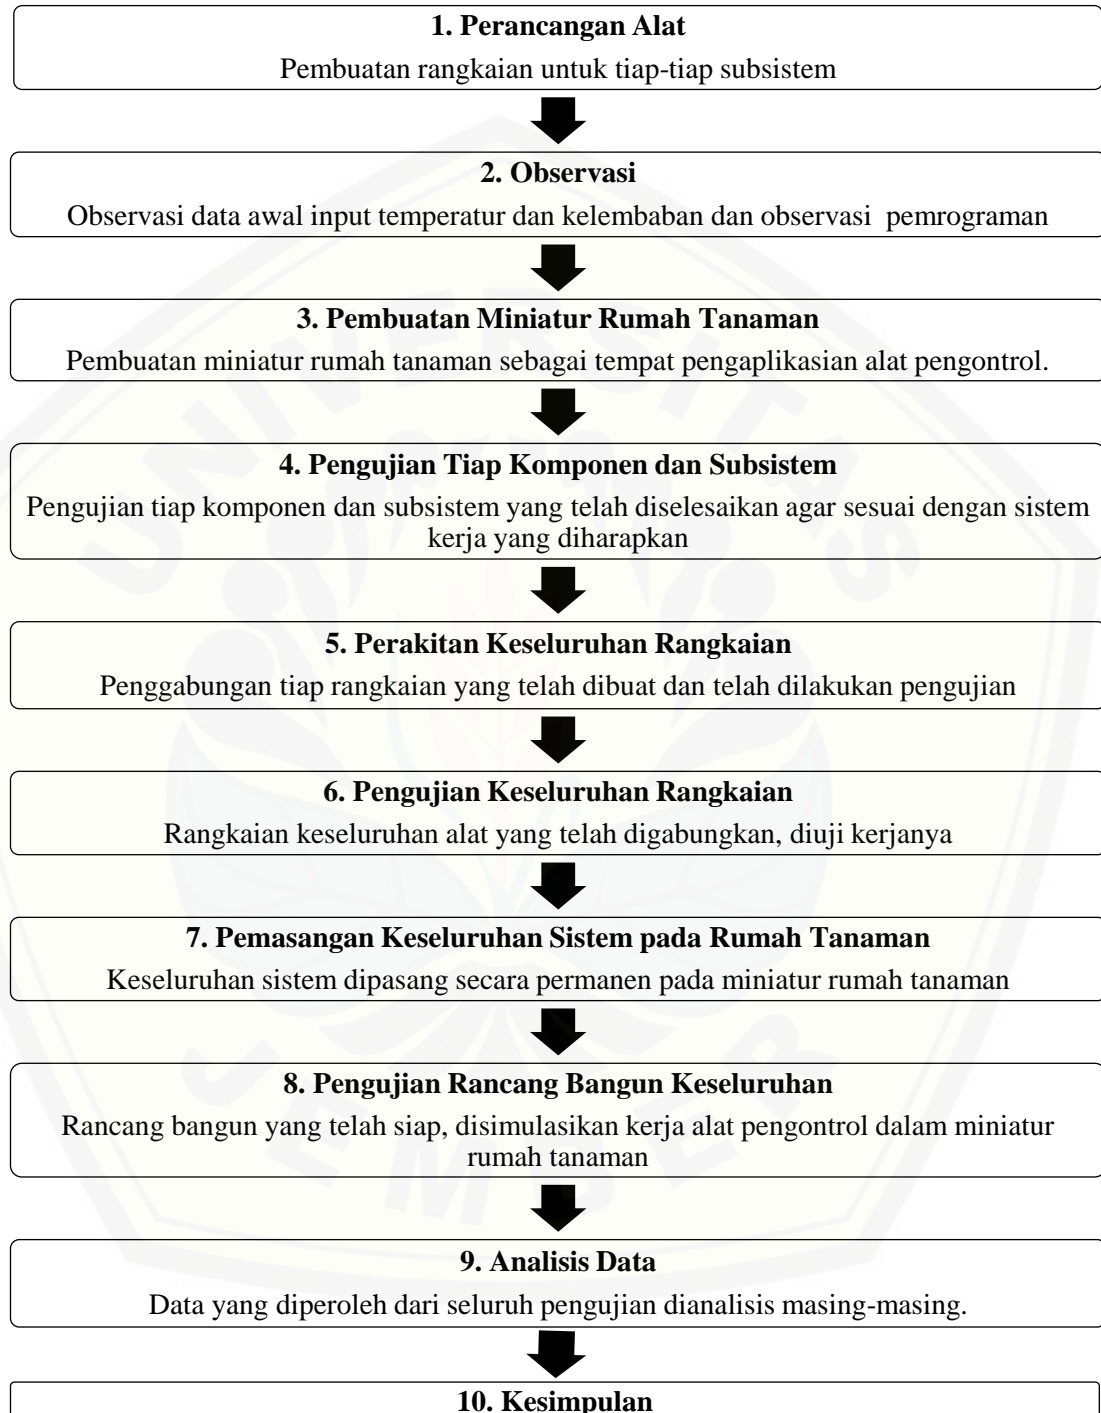 1. Perancangan Alat
Pembuatan rangkaian untuk tiap-tiap subsistem
2. Observasi
Observasi data awal input temperatur dan kelembaban dan observasi  pemrograman
3. Pembuatan Miniatur Rumah Tanaman
Pembuatan miniatur rumah tanaman sebagai tempat pengaplikasian alat pengontrol.
4. Pengujian Tiap Komponen dan Subsistem
Pengujian tiap komponen dan subsistem yang telah diselesaikan agar sesuai dengan sistem
kerja yang diharapkan
5. Perakitan Keseluruhan Rangkaian
Penggabungan tiap rangkaian yang telah dibuat dan telah dilakukan pengujian
6. Pengujian Keseluruhan Rangkaian
Rangkaian keseluruhan alat yang telah digabungkan, diuji kerjanya
7. Pemasangan Keseluruhan Sistem pada Rumah Tanaman
Keseluruhan sistem dipasang secara permanen pada miniatur rumah tanaman
8. Pengujian Rancang Bangun Keseluruhan
Rancang bangun yang telah siap, disimulasikan kerja alat pengontrol dalam miniatur
rumah tanaman
9. Analisis Data
Data yang diperoleh dari seluruh pengujian dianalisis masing-masing.
10. Kesimpulan
UNIVERSITAS
JEMBER